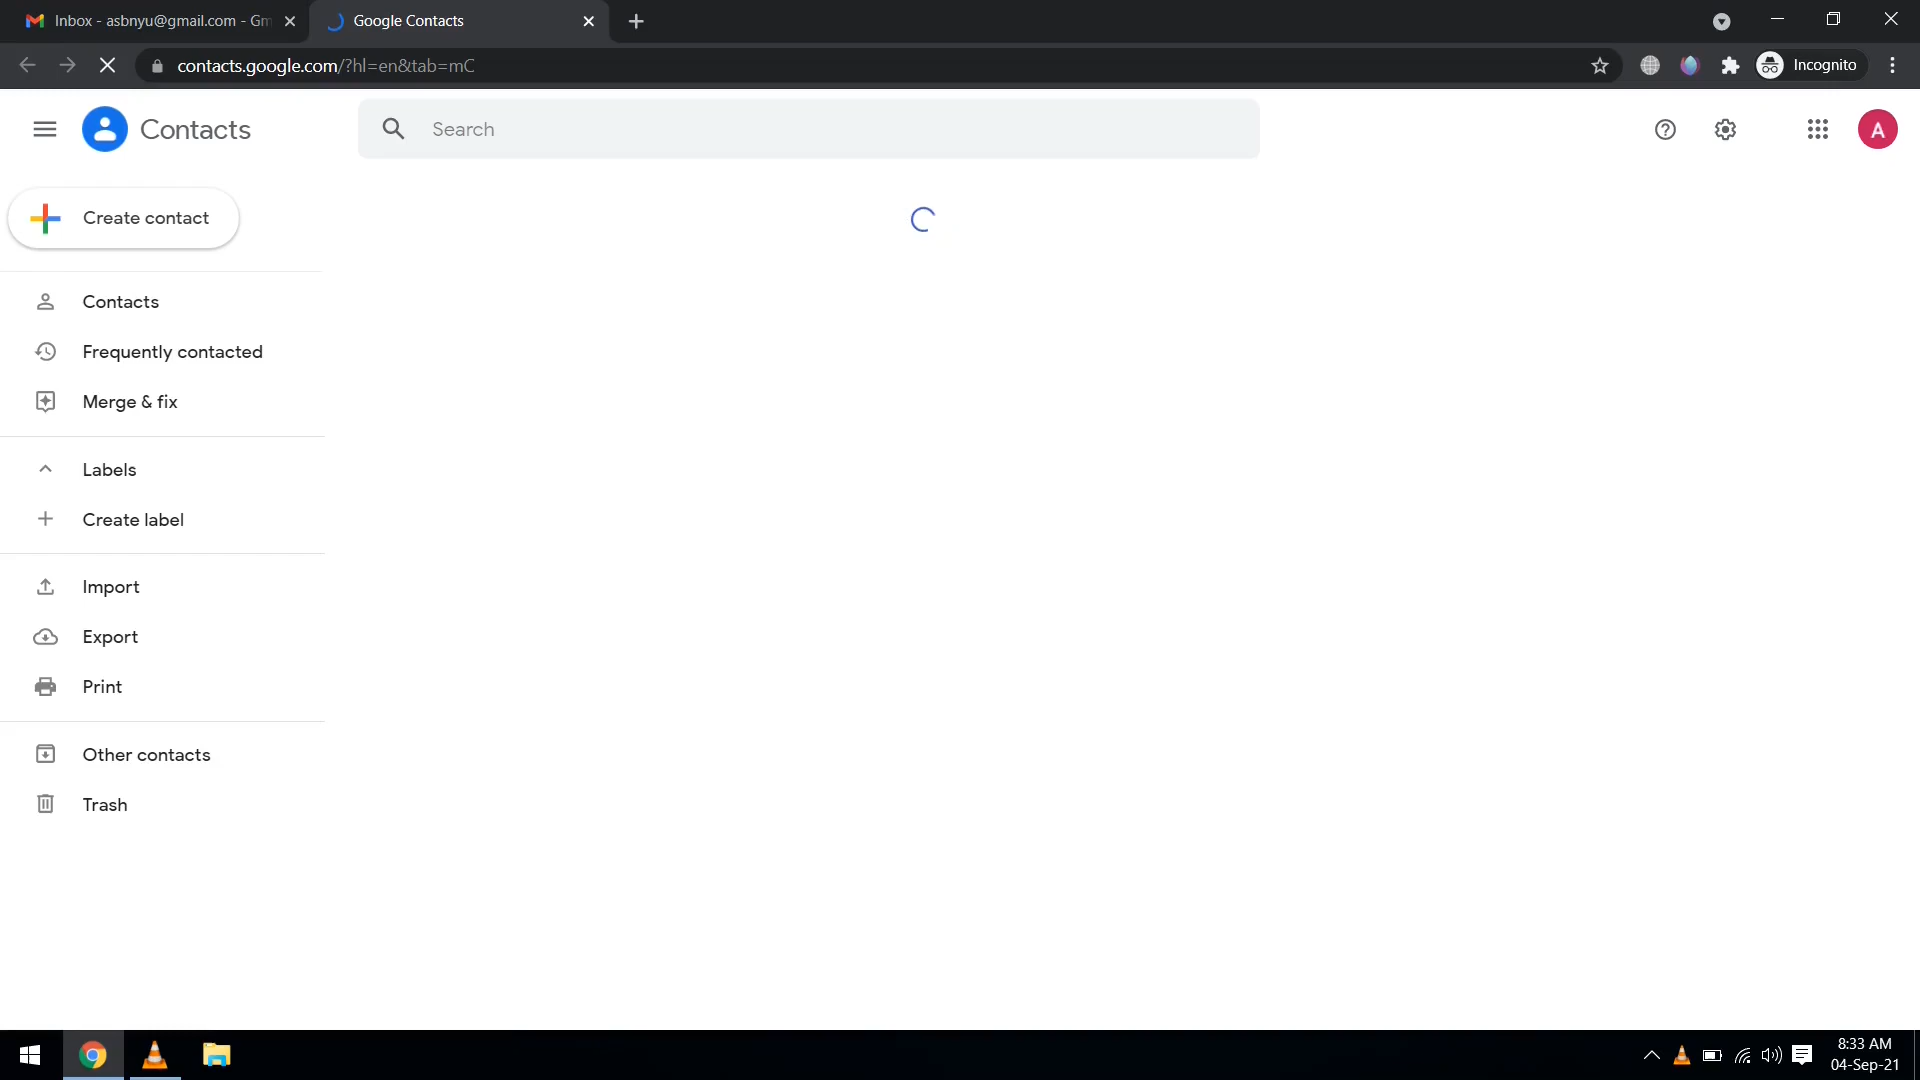 Inbox - asbnyu@gmail.com - Gm
Google Contacts
contacts.google.com/?hl=en&tab=mC
Incognito
Contacts
Search
A
Create contact
Contacts
Frequently contacted
Merge & fix
Labels
Create label
Import
Export
Print
Other contacts
Trash
8:33 AM
04-Sep-21